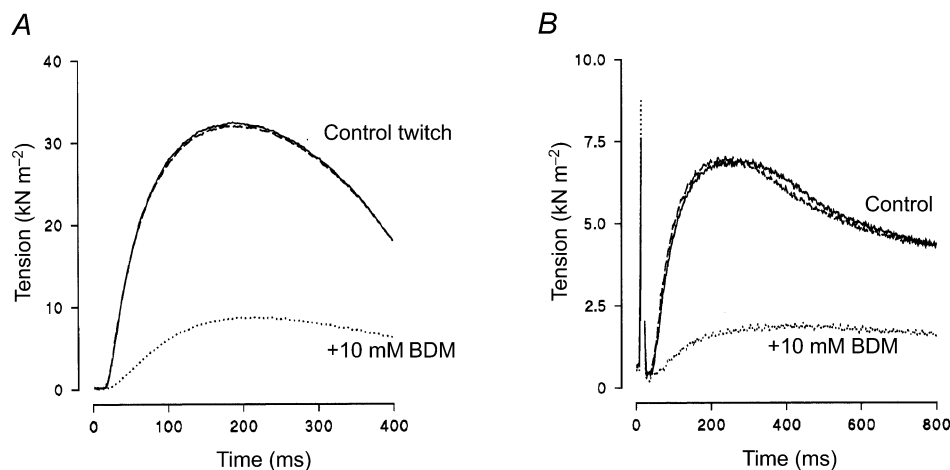 A
Tension (kN m⁻²)
40
30
20
10
0
Control twitch
+10 mM BDM
0 100 200 300 400
Time (ms)
B
Tension (kN m⁻²)
10.0
7.5
5.0
2.5
0
Control
+10 mM BDM
0 200 400 600 800
Time (ms)